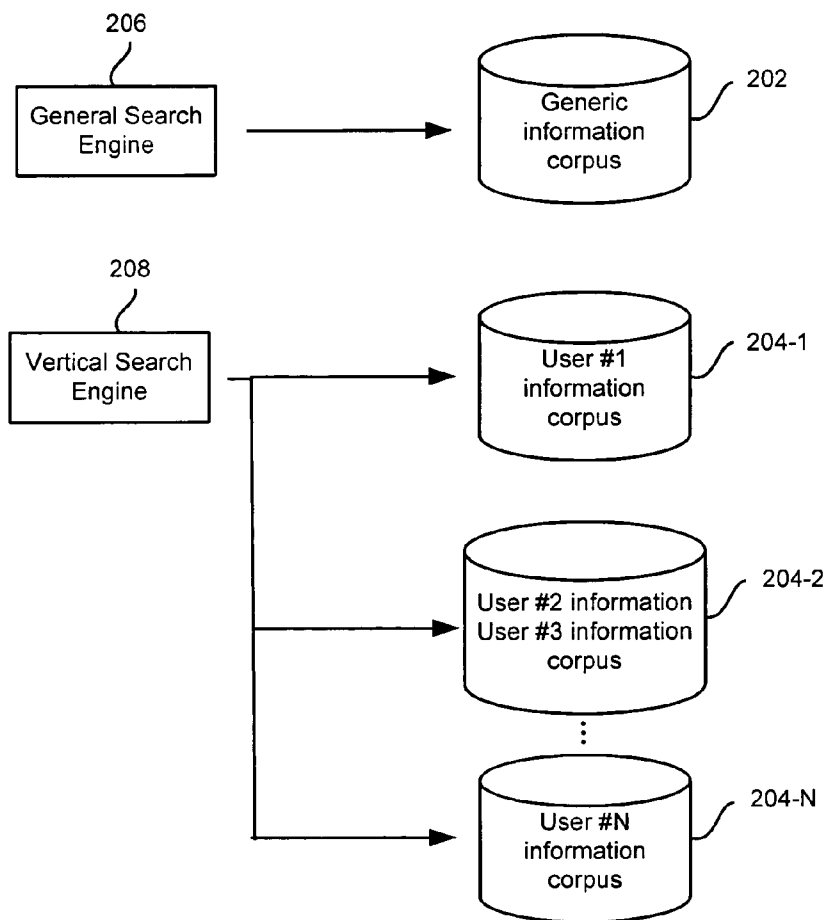 206
General Search
Engine
Generic
information
corpus
202
208
Vertical Search
Engine
User #1
information
corpus
204-1
User #2 information
User #3 information
corpus
204-2
User #N
information
corpus
204-N